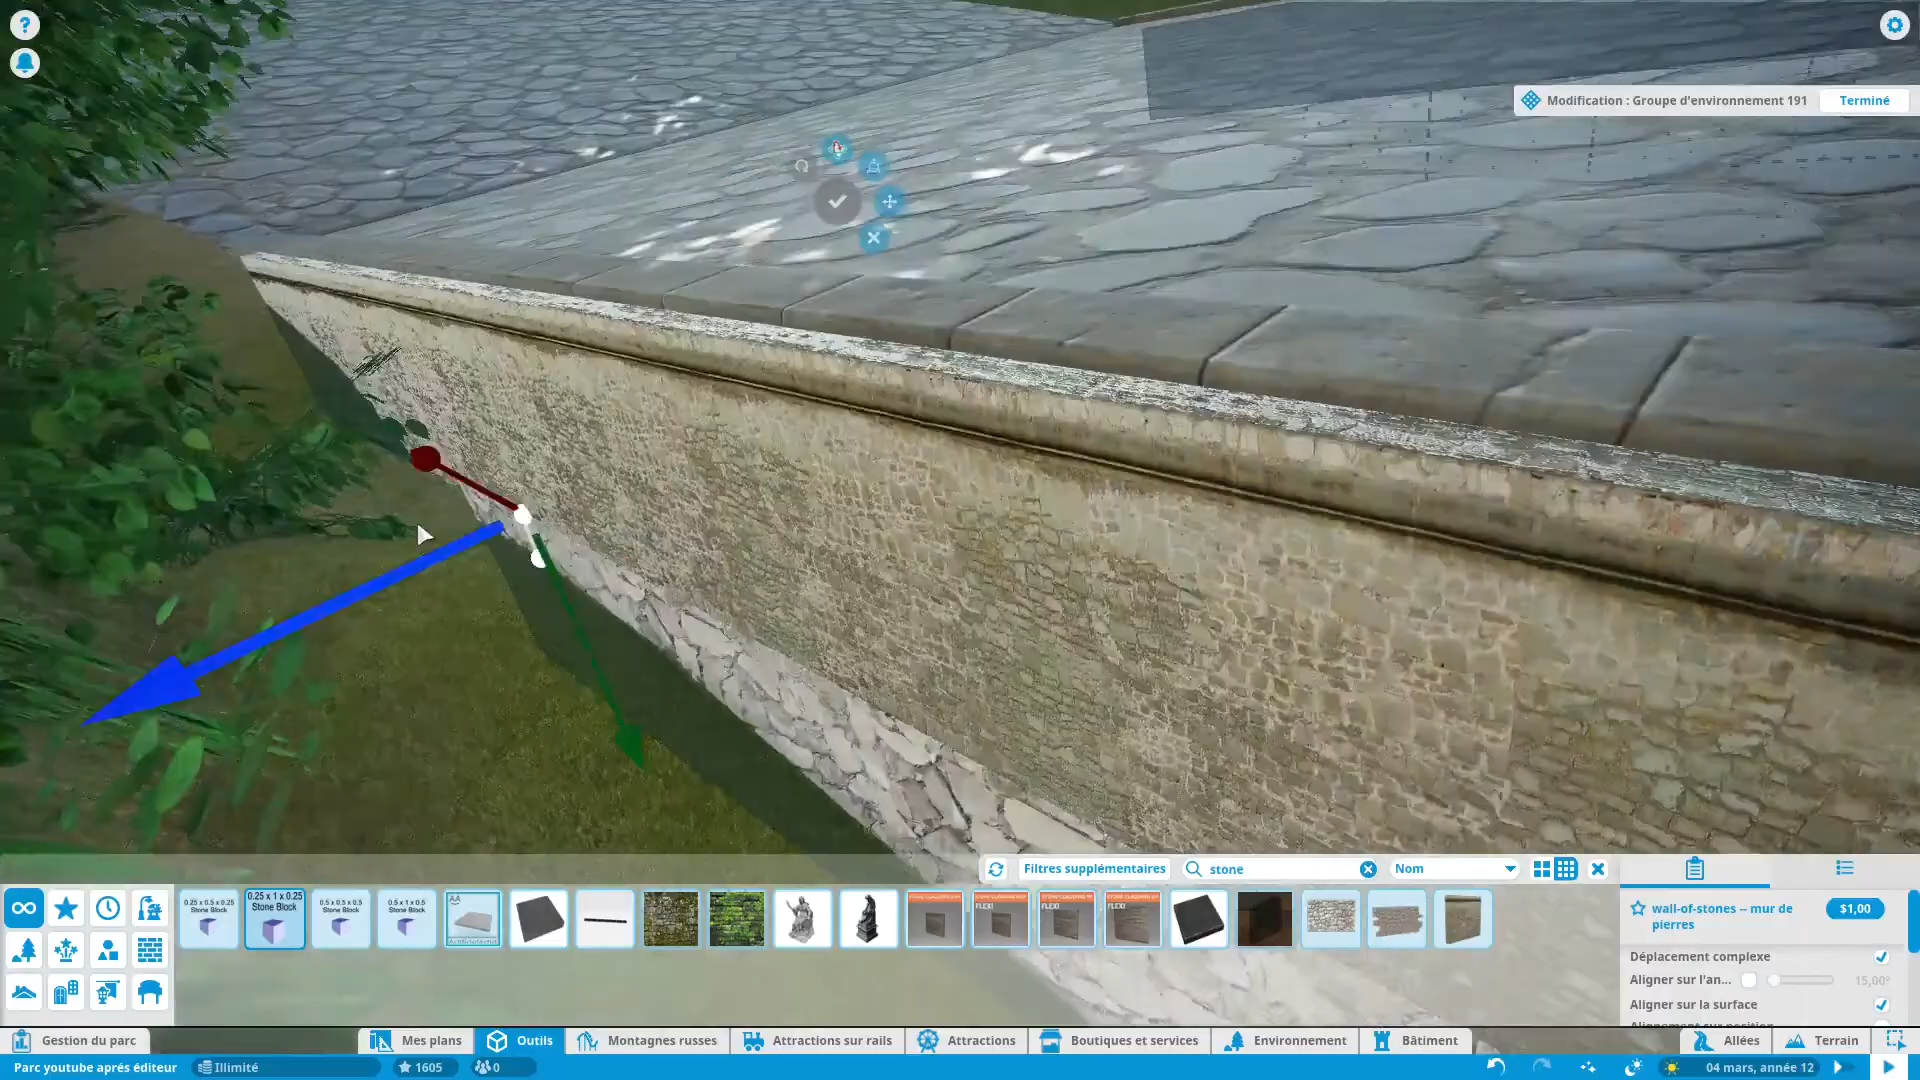 ?
Modification : Groupe d'environnement 191
Terminé
Filtres supplémentaires
stone
Nom
0.25 x 0.5 x 0.25
Stone Block
0.25 x 1 x 0.25
Stone Block
0.5 x 0.5 x 0.5
Stone Block
0.5 x 1 x 0.5
Stone Block
AA
FLEXI
FLEXI
FLEXI
wall-of-stones – mur de
pierres
$1,00
Déplacement complexe
Aligner sur l'an...
15,00°
Aligner sur la surface
Gestion du parc
Mes plans
Outils
Montagnes russes
Attractions sur rails
Attractions
Boutiques et services
Environnement
Bâtiment
Allées
Terrain
Parc youtube aprés éditeur
Illimité
1605
0
04 mars, année 12